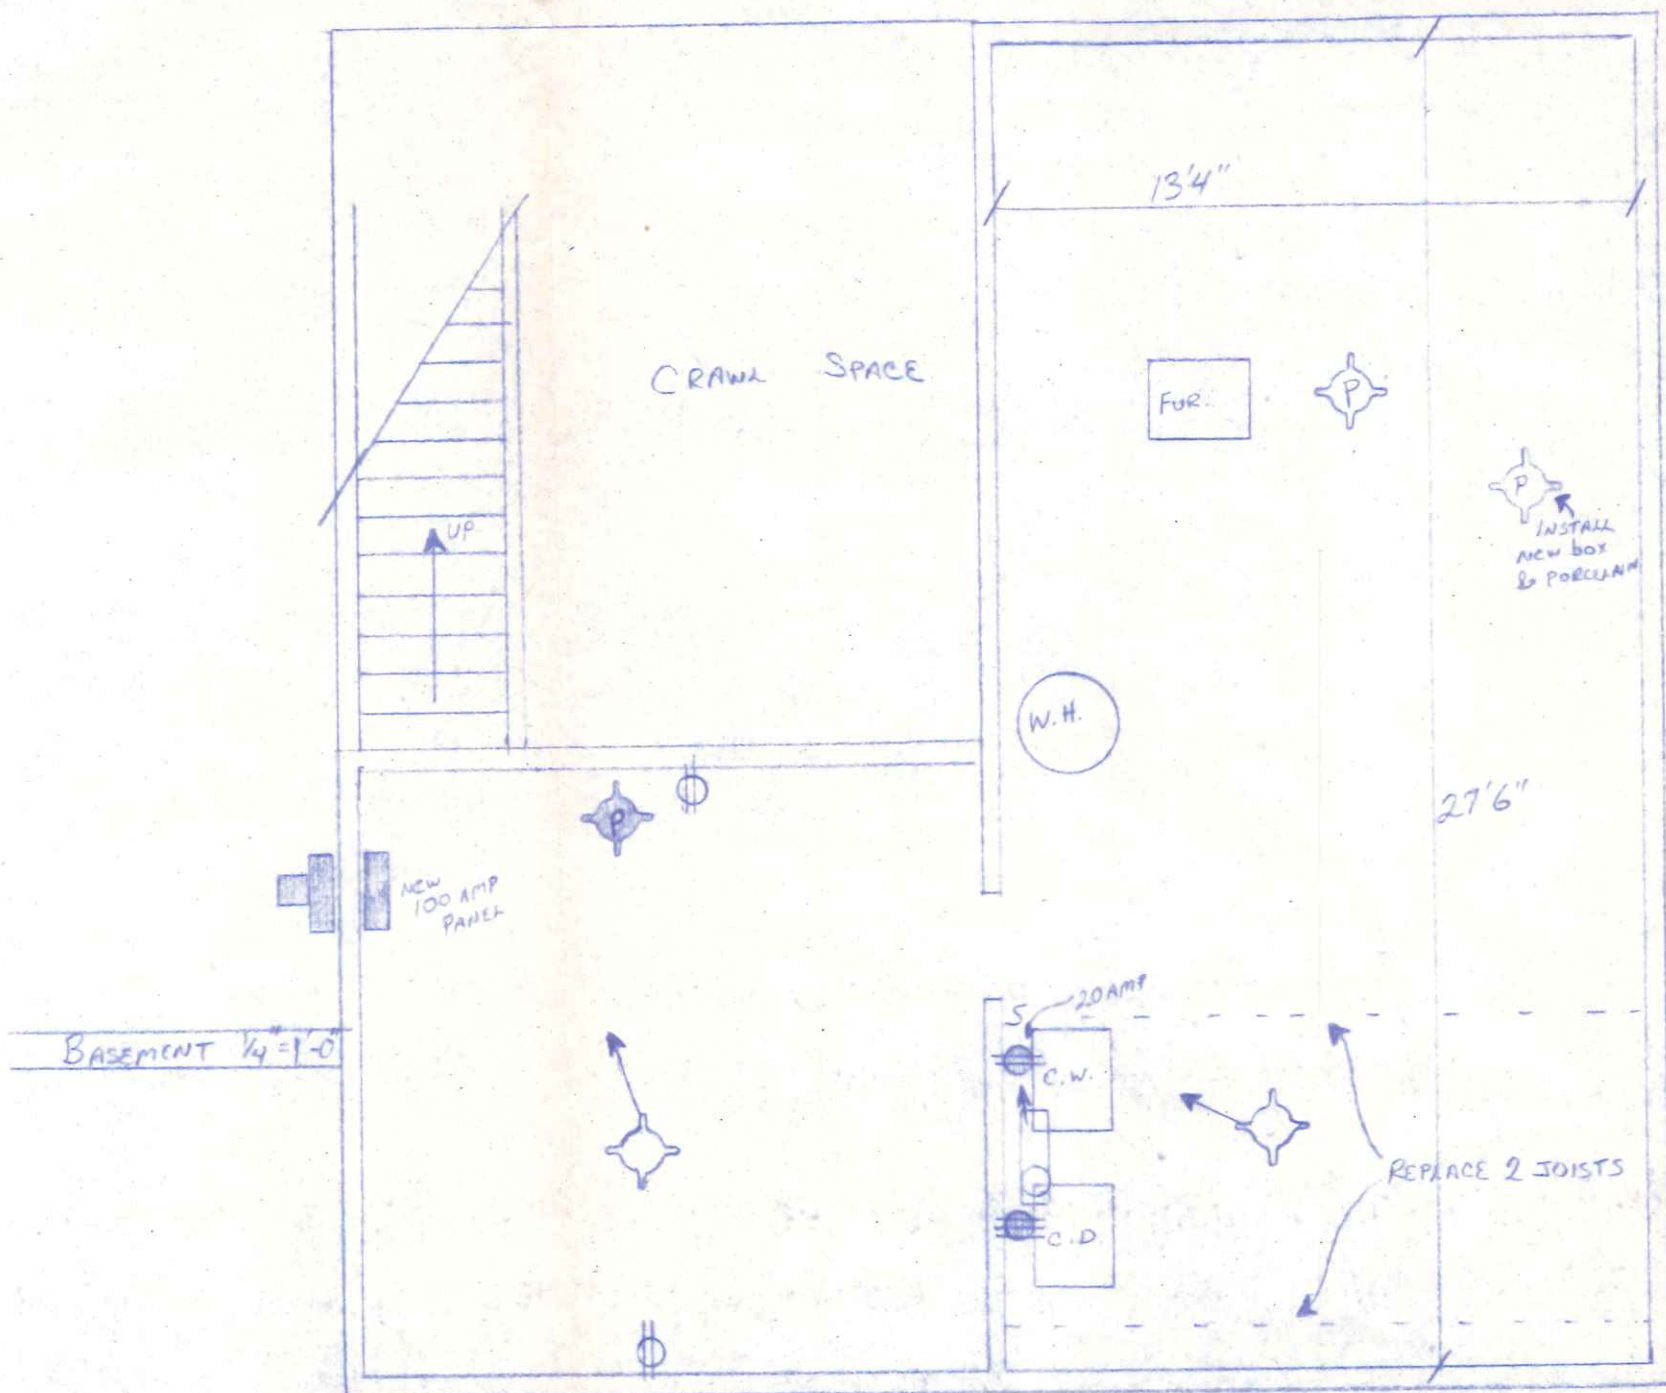 13'4"
CRAWL SPACE
FUR.
P
P
INSTALL
NEW box
& PORCELAIN
UP
W.H.
27'6"
P
NEW
100 AMP
PANEL
20 AMP
S
BASEMENT 1/4"=1'-0"
C.W.
REPLACE 2 JOISTS
C.D.